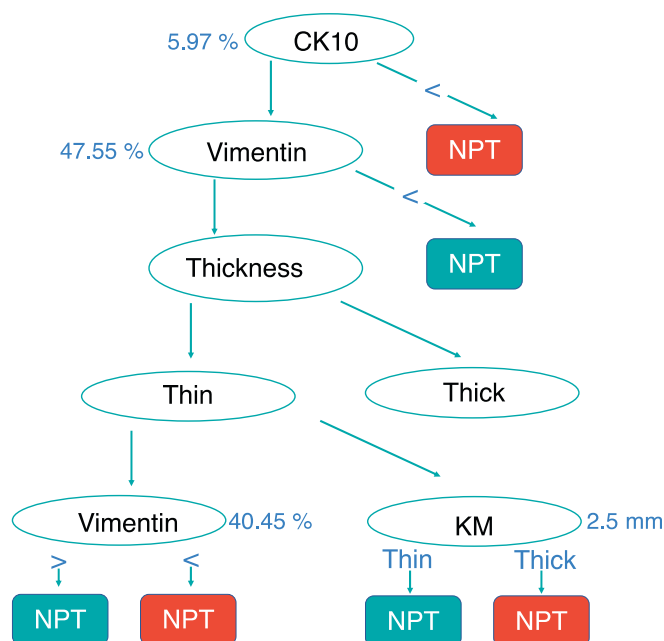 5.97 % CK10
<
47.55 % Vimentin NPT
<
Thickness NPT
Thin Thick
Vimentin 40.45 % KM 2.5 mm
> < Thin Thick
NPT NPT NPT NPT